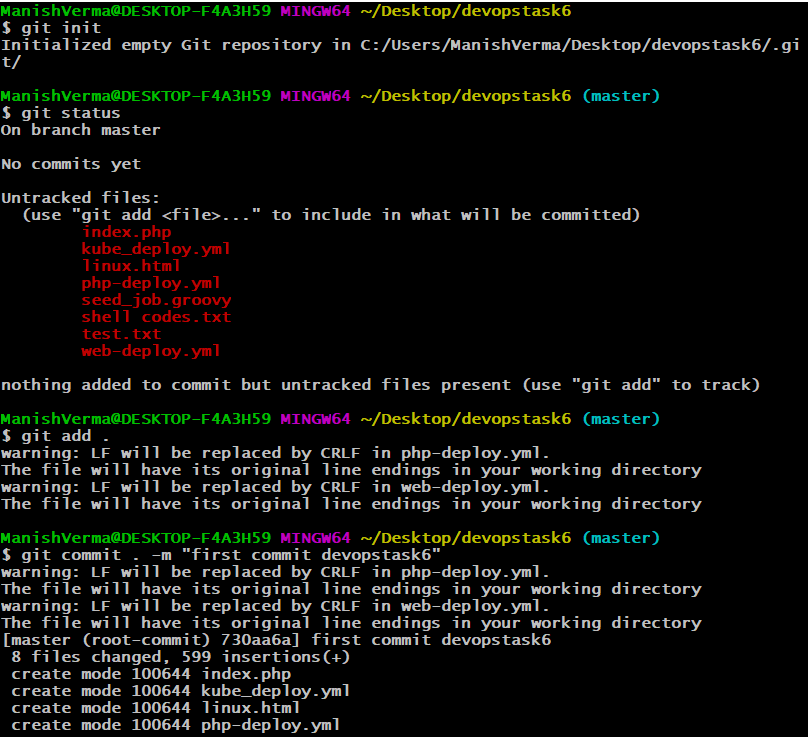 ManishVerma@DESKTOP-F4A3H59 MINGW64 ~/Desktop/devopstask6
$ git init
Initialized empty Git repository in C:/Users/ManishVerma/Desktop/devopstask6/.gi
t/
ManishVerma@DESKTOP-F4A3H59 MINGW64 ~/Desktop/devopstask6 (master)
$ git status
On branch master
No commits yet
Untracked files:
(use "git add <file>..." to include in what will be committed)
index.php
kube_deploy.yml
linux.html
php-deploy.yml
seed_job.groovy
shell codes.txt
test.txt
web-deploy.yml
nothing added to commit but untracked files present (use "git add" to track)
ManishVerma@DESKTOP-F4A3H59 MINGW64 ~/Desktop/devopstask6 (master)
$ git add .
warning: LF will be replaced by CRLF in php-deploy.yml.
The file will have its original line endings in your working directory
warning: LF will be replaced by CRLF in web-deploy.yml.
The file will have its original line endings in your working directory
ManishVerma@DESKTOP-F4A3H59 MINGW64 ~/Desktop/devopstask6 (master)
$ git commit . -m "first commit devopstask6"
warning: LF will be replaced by CRLF in php-deploy.yml.
The file will have its original line endings in your working directory
warning: LF will be replaced by CRLF in web-deploy.yml.
The file will have its original line endings in your working directory
[master (root-commit) 730aa6a] first commit devopstask6
8 files changed, 599 insertions(+)
create mode 100644 index.php
create mode 100644 kube_deploy.yml
create mode 100644 linux.html
create mode 100644 php-deploy.yml